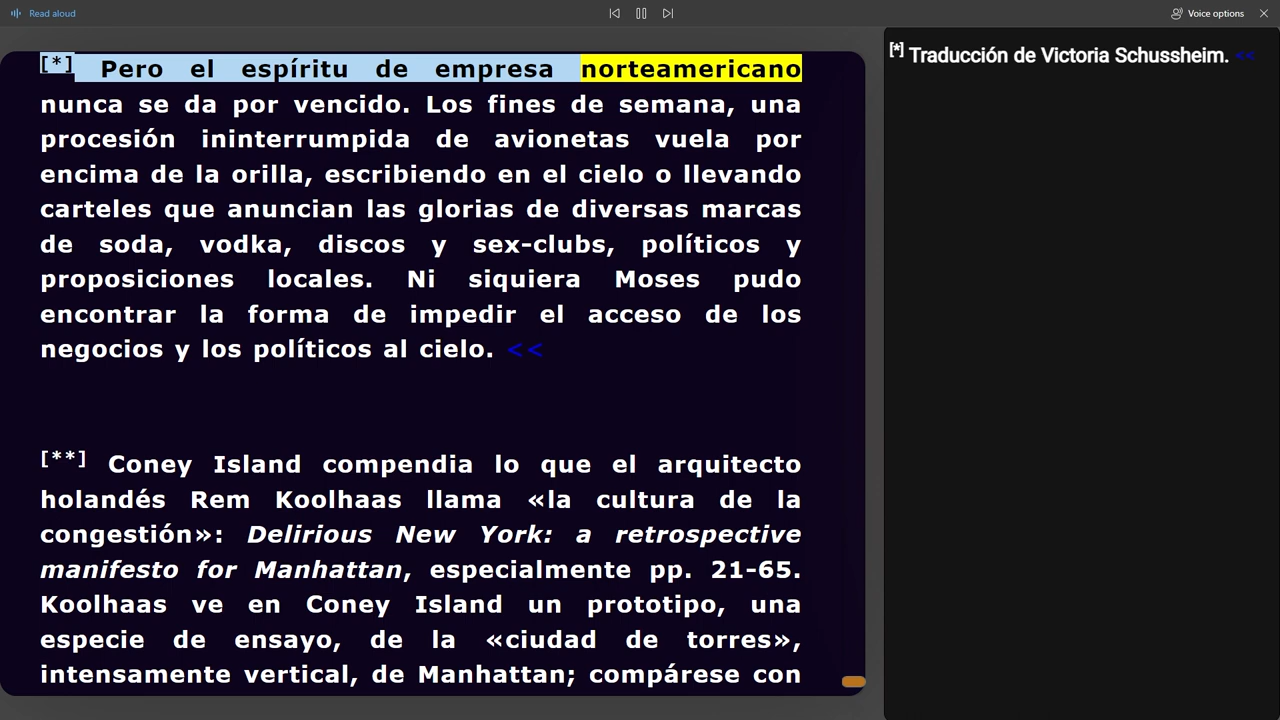 Read aloud
Voice options
[*] Pero el espíritu de empresa norteamericano
nunca se da por vencido. Los fines de semana, una
procesión ininterrumpida de avionetas vuela por
encima de la orilla, escribiendo en el cielo o llevando
carteles que anuncian las glorias de diversas marcas
de soda, vodka, discos y sex-clubs, políticos y
proposiciones locales. Ni siquiera Moses pudo
encontrar la forma de impedir el acceso de los
negocios y los políticos al cielo. <<
[**] Coney Island compendia lo que el arquitecto
holandés Rem Koolhaas llama «la cultura de la
congestión»: Delirious New York: a retrospective
manifesto for Manhattan, especialmente pp. 21-65.
Koolhaas ve en Coney Island un prototipo, una
especie de ensayo, de la «ciudad de torres»,
intensamente vertical, de Manhattan; compárese con
[*] Traducción de Victoria Schussheim. <<